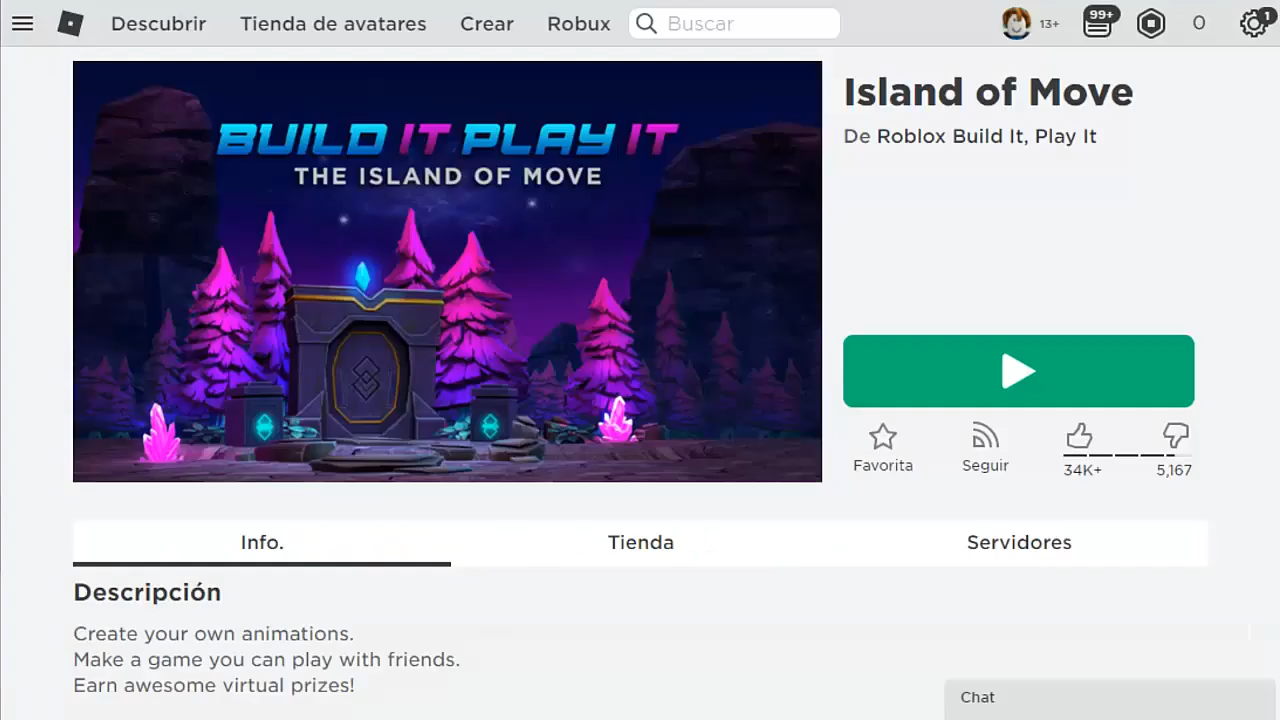 Descubrir Tienda de avatares Crear Robux Buscar 13+ 99+ 0 1
BUILD IT PLAY IT
THE ISLAND OF MOVE
Island of Move
De Roblox Build It, Play It
Favorita Seguir 34K+ 5,167
Info. Tienda Servidores
Descripción
Create your own animations.
Make a game you can play with friends.
Earn awesome virtual prizes!
Chat